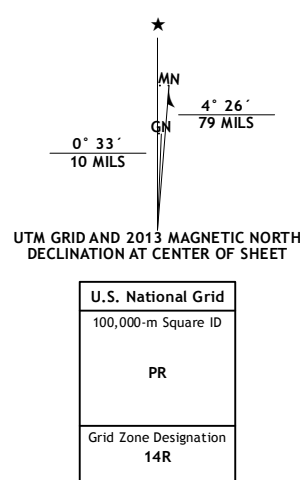 MN
4° 26´
79 MILS
GN
0° 33´
10 MILS
UTM GRID AND 2013 MAGNETIC NORTH
DECLINATION AT CENTER OF SHEET
U.S. National Grid
100,000-m Square ID
PR
Grid Zone Designation
14R